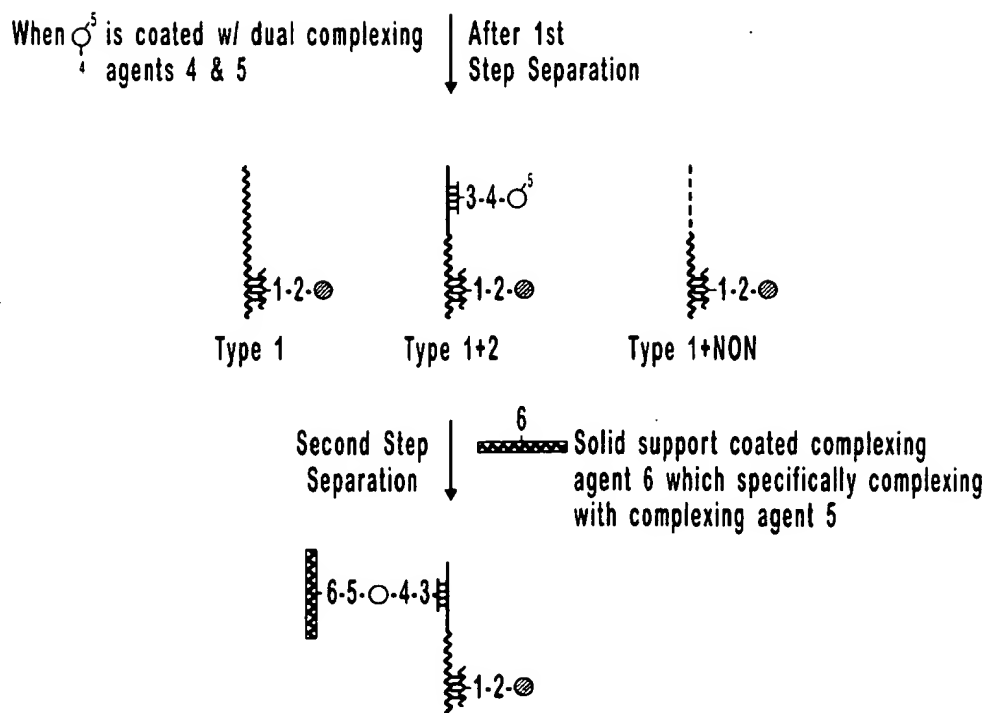 When 5 is coated w/ dual complexing
4
agents 4 & 5
After 1st
Step Separation
3-4- 5
1-2-
1-2-
1-2-
Type 1
Type 1+2
Type 1+NON
Second Step
Separation
6
Solid support coated complexing
agent 6 which specifically complexing
with complexing agent 5
6-5- -4-3
1-2-